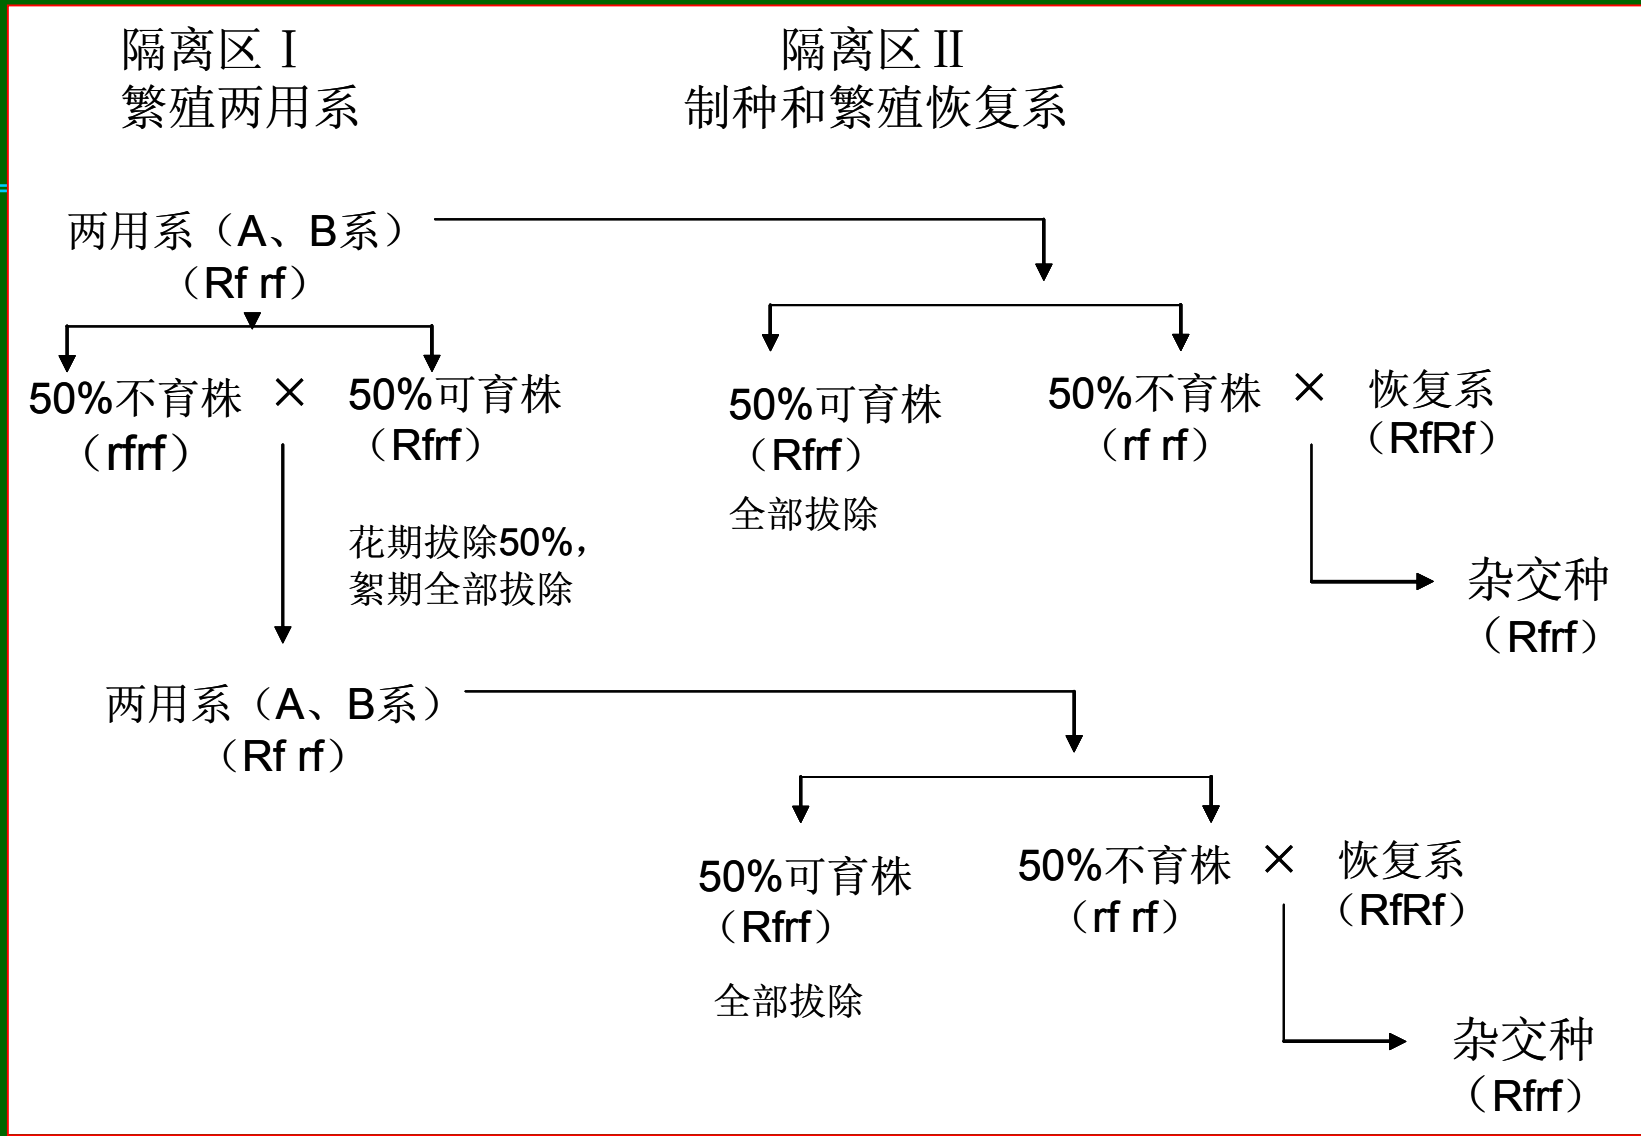 隔离区Ⅰ
繁殖两用系
隔离区Ⅱ
制种和繁殖恢复系
两用系（A、B系）
（Rf rf）
50%不育株 × 50%可育株
（rfrf）
（Rfrf）
花期拔除50%，
絮期全部拔除
50%可育株
（Rfrf）
全部拔除
50%不育株 × 恢复系
（rf rf）
（RfRf）
杂交种
（Rfrf）
两用系（A、B系）
（Rf rf）
50%可育株
（Rfrf）
全部拔除
50%不育株 × 恢复系
（rf rf）
（RfRf）
杂交种
（Rfrf）